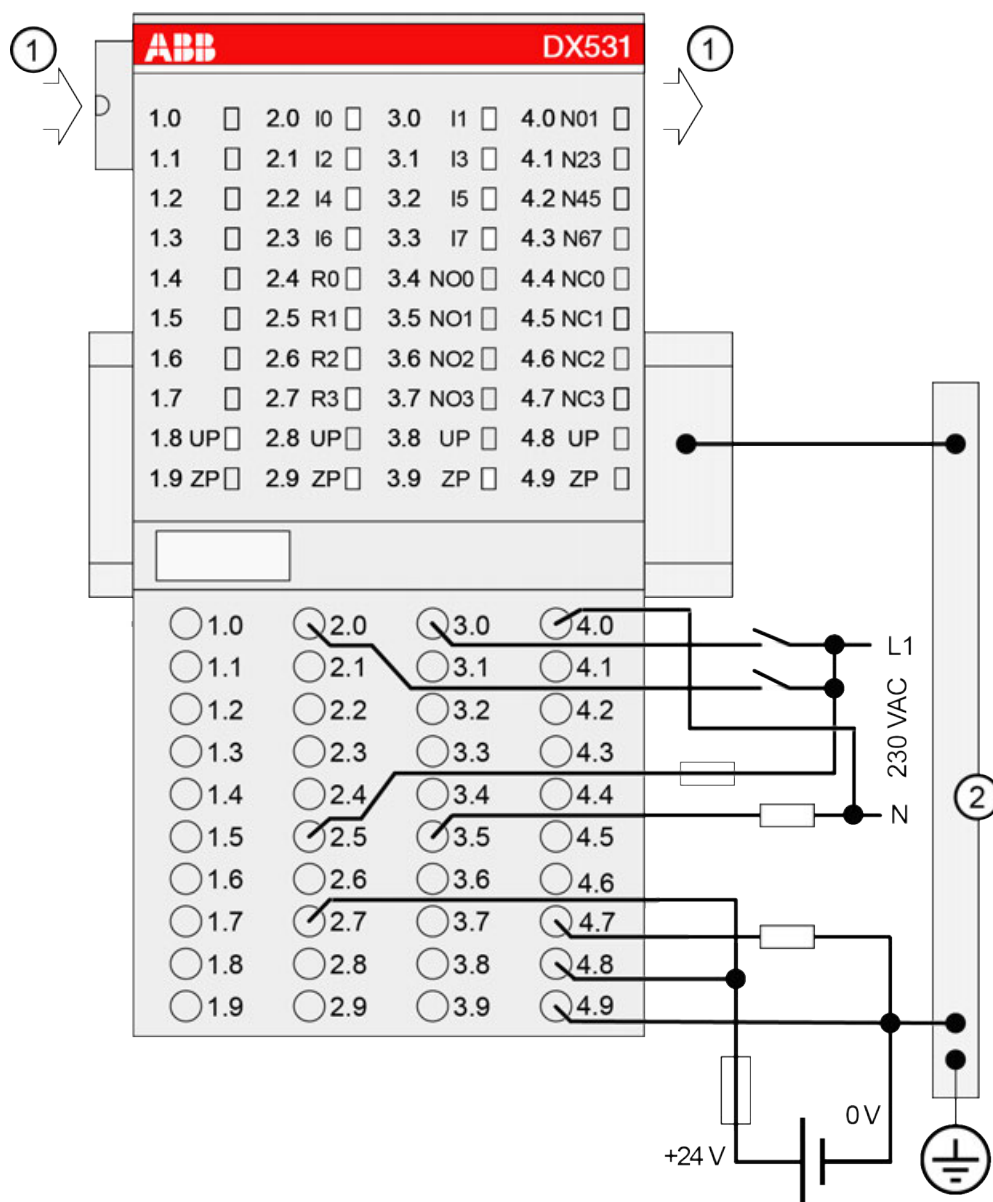 1 ABB DX531 1
1.0 2.0 I0 3.0 I1 4.0 N01
1.1 2.1 I2 3.1 I3 4.1 N23
1.2 2.2 I4 3.2 I5 4.2 N45
1.3 2.3 I6 3.3 I7 4.3 N67
1.4 2.4 R0 3.4 NO0 4.4 NC0
1.5 2.5 R1 3.5 NO1 4.5 NC1
1.6 2.6 R2 3.6 NO2 4.6 NC2
1.7 2.7 R3 3.7 NO3 4.7 NC3
1.8 UP 2.8 UP 3.8 UP 4.8 UP
1.9 ZP 2.9 ZP 3.9 ZP 4.9 ZP
1.0 2.0 3.0 4.0
L1
1.1 2.1 3.1 4.1
1.2 2.2 3.2 4.2
230 VAC
1.3 2.3 3.3 4.3
1.4 2.4 3.4 4.4
2
N
1.5 2.5 3.5 4.5
1.6 2.6 3.6 4.6
1.7 2.7 3.7 4.7
1.8 2.8 3.8 4.8
1.9 2.9 3.9 4.9
0 V
+24 V